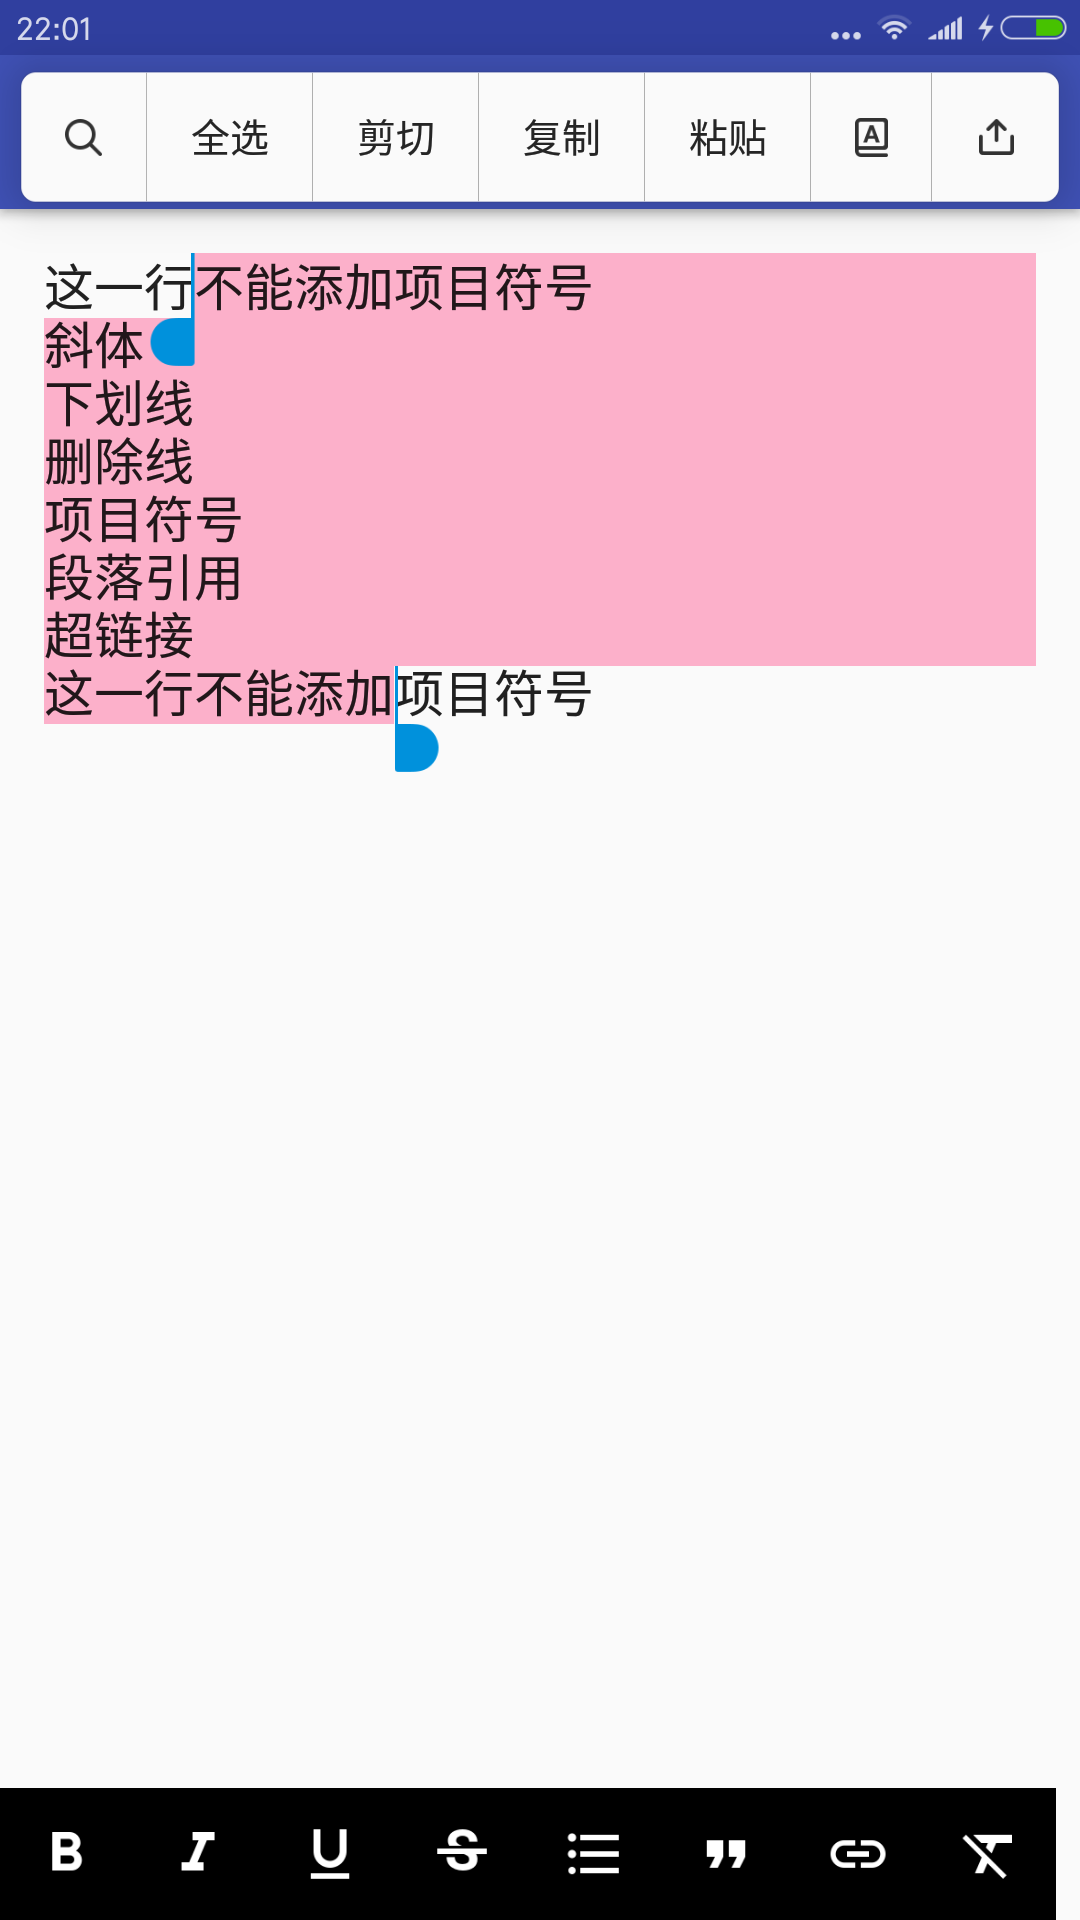 22:01
全选 剪切 复制 粘贴
这一行不能添加项目符号
斜体
下划线
删除线
项目符号
段落引用
超链接
这一行不能添加项目符号
B I U S